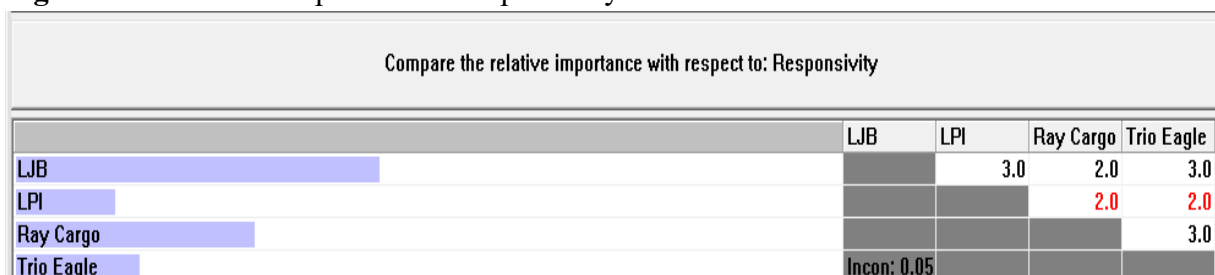 Compare the relative importance with respect to: Responsivity
LJB LPI Ray Cargo Trio Eagle
LJB 3.0 2.0 3.0
LPI 2.0 2.0
Ray Cargo 3.0
Trio Eagle Incon: 0.05